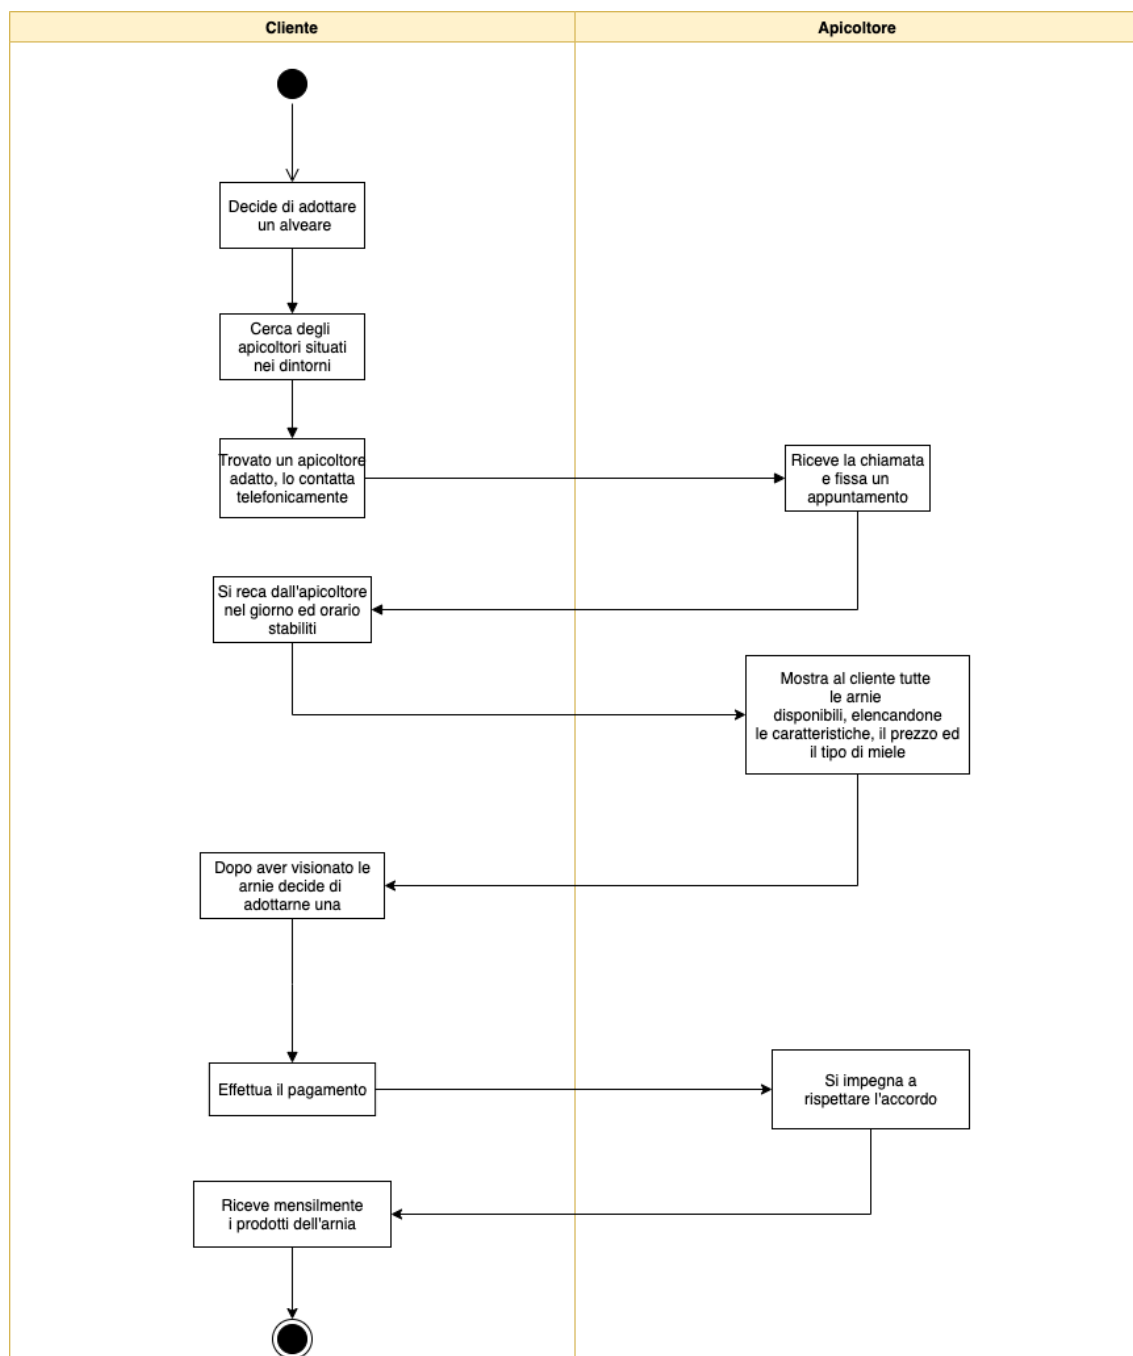 Cliente
Apicoltore
Decide di adottare
un alveare
Cerca degli
apicoltori situati
nei dintorni
Trovato un apicoltore
adatto, lo contatta
telefonicamente
Riceve la chiamata
e fissa un
appuntamento
Si reca dall'apicoltore
nel giorno ed orario
stabiliti
Mostra al cliente tutte
le arnie
disponibili, elencandone
le caratteristiche, il prezzo ed
il tipo di miele
Dopo aver visionato le
arnie decide di
adottarne una
Effettua il pagamento
Si impegna a
rispettare l'accordo
Riceve mensilmente
i prodotti dell'arnia